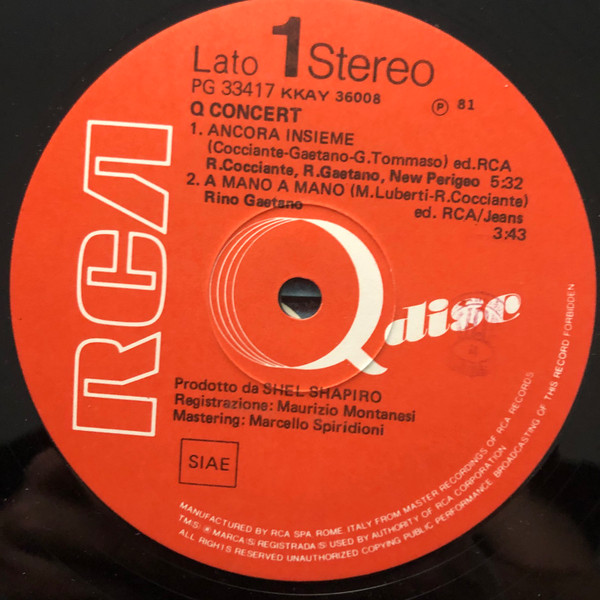 Lato 1 Stereo
PG 33417 KKAY 36008
Ⓟ 81
Q CONCERT
1. ANCORA INSIEME
(Cocciante-Gaetano-G.Tommaso) ed.RCA
R.Cocciante, R.Gaetano, New Perigeo 5:32
2. A MANO A MANO (M.Luberti-R.Cocciante)
Rino Gaetano ed. RCA/Jeans
3:43
RCA
Qdisc
Prodotto da SHEL SHAPIRO
Registrazione: Maurizio Montanesi
Mastering: Marcello Spiridioni
SIAE
MANUFACTURED BY RCA SPA ROME ITALY FROM MASTER RECORDINGS OF RCA RECORDS
TMS ® MARCA(S) REGISTRADA(S) USED BY AUTHORITY OF RCA CORPORATION
ALL RIGHTS RESERVED UNAUTHORIZED COPYING PUBLIC PERFORMANCE BROADCASTING OF THIS RECORD FORBIDDEN